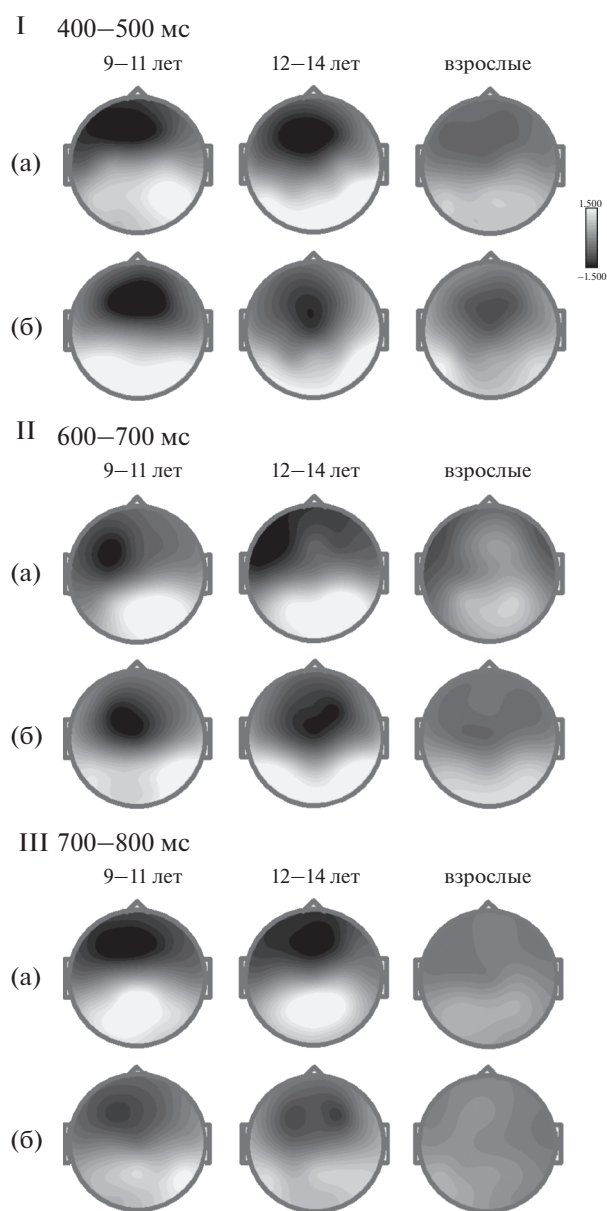 I 400–500 мс
9–11 лет 12–14 лет взрослые
(а)
1.500
−1.500
(б)
II 600–700 мс
9–11 лет 12–14 лет взрослые
(а)
(б)
III 700–800 мс
9–11 лет 12–14 лет взрослые
(а)
(б)